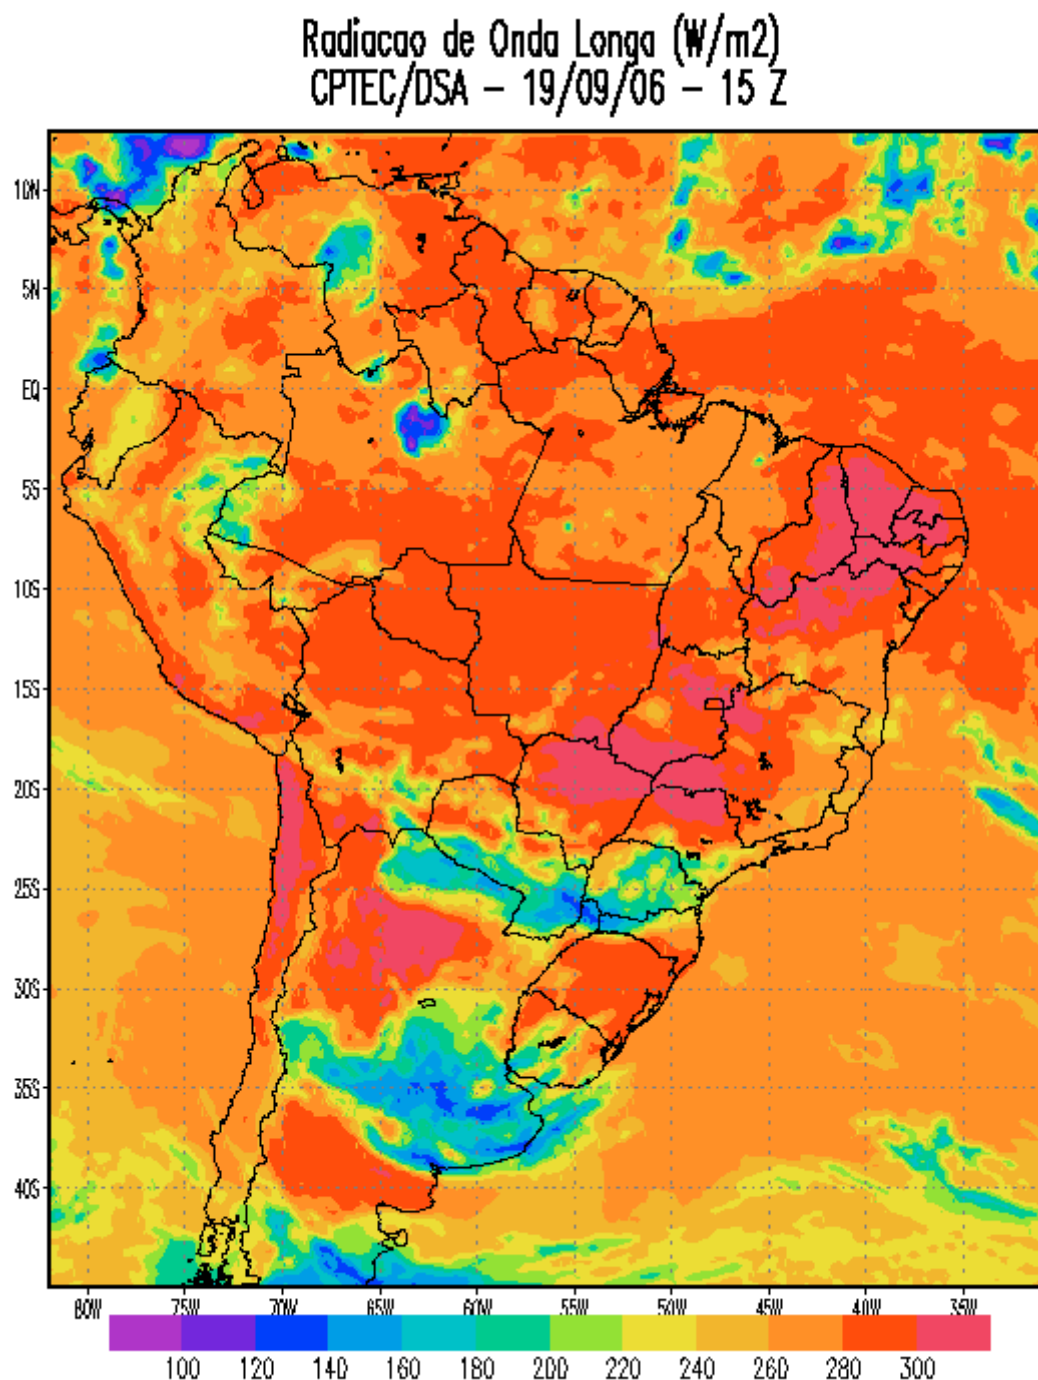 Radiacao de Onda Longa (W/m2)
CPTEC/DSA – 19/09/06 – 15 Z
10N
5N
EQ
5S
10S
15S
20S
25S
30S
35S
40S
80W 75W 70W 65W 60W 55W 50W 45W 40W 35W
100 120 140 160 180 200 220 240 260 280 300